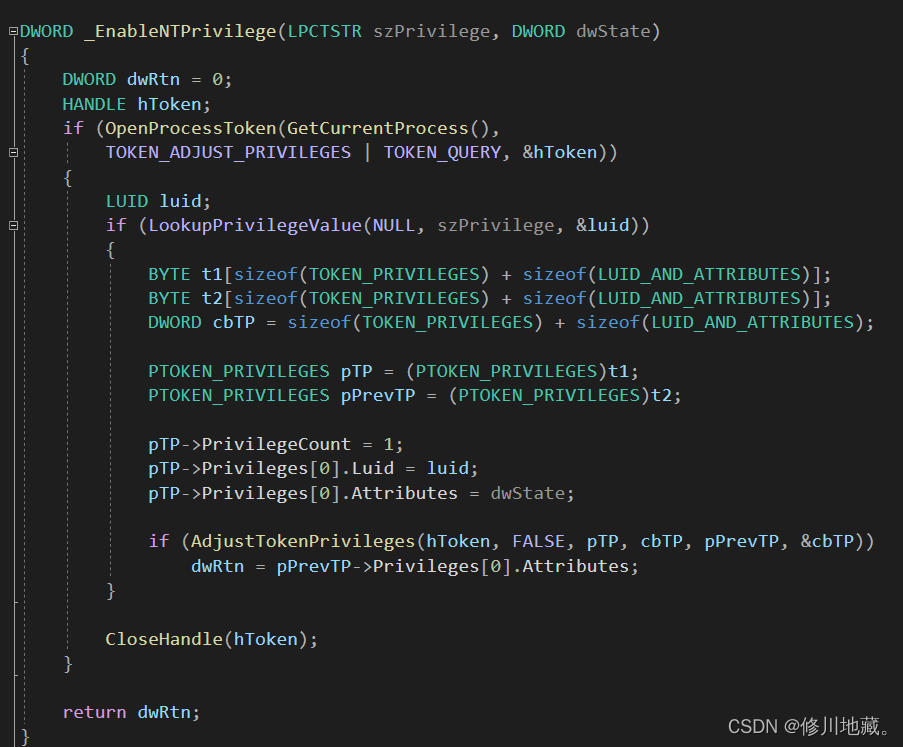 DWORD _EnableNTPrivilege(LPCTSTR szPrivilege, DWORD dwState)
{
    DWORD dwRtn = 0;
    HANDLE hToken;
    if (OpenProcessToken(GetCurrentProcess(),
        TOKEN_ADJUST_PRIVILEGES | TOKEN_QUERY, &hToken))
    {
        LUID luid;
        if (LookupPrivilegeValue(NULL, szPrivilege, &luid))
        {
            BYTE t1[sizeof(TOKEN_PRIVILEGES) + sizeof(LUID_AND_ATTRIBUTES)];
            BYTE t2[sizeof(TOKEN_PRIVILEGES) + sizeof(LUID_AND_ATTRIBUTES)];
            DWORD cbTP = sizeof(TOKEN_PRIVILEGES) + sizeof(LUID_AND_ATTRIBUTES);

            PTOKEN_PRIVILEGES pTP = (PTOKEN_PRIVILEGES)t1;
            PTOKEN_PRIVILEGES pPrevTP = (PTOKEN_PRIVILEGES)t2;

            pTP->PrivilegeCount = 1;
            pTP->Privileges[0].Luid = luid;
            pTP->Privileges[0].Attributes = dwState;

            if (AdjustTokenPrivileges(hToken, FALSE, pTP, cbTP, pPrevTP, &cbTP))
                dwRtn = pPrevTP->Privileges[0].Attributes;
        }

        CloseHandle(hToken);
    }

    return dwRtn;
}
CSDN @修川地藏。